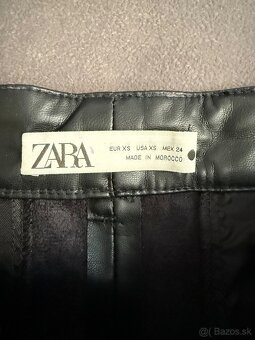 ZARA
EUR XS USA XS MEX 24
MADE IN MOROCCO
© Bazos.sk